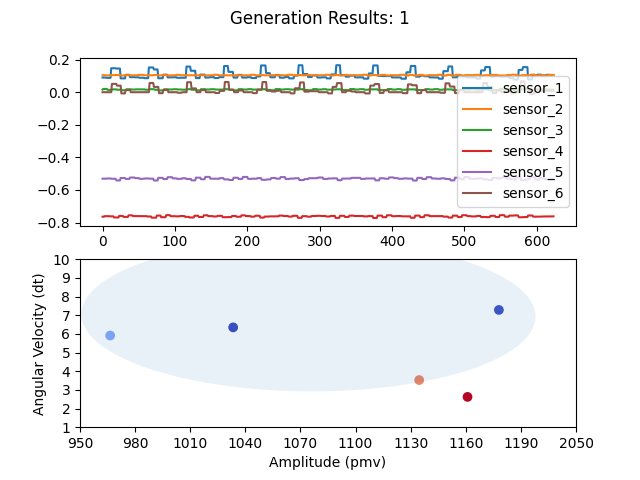 Generation Results: 1
0.2
0.0
−0.2
−0.4
−0.6
−0.8
sensor_1
sensor_2
sensor_3
sensor_4
sensor_5
sensor_6
0 100 200 300 400 500 600
Angular Velocity (dt)
10
9
8
7
6
5
4
3
2
1
950 980 1010 1040 1070 1100 1130 1160 1190 2050
Amplitude (pmv)